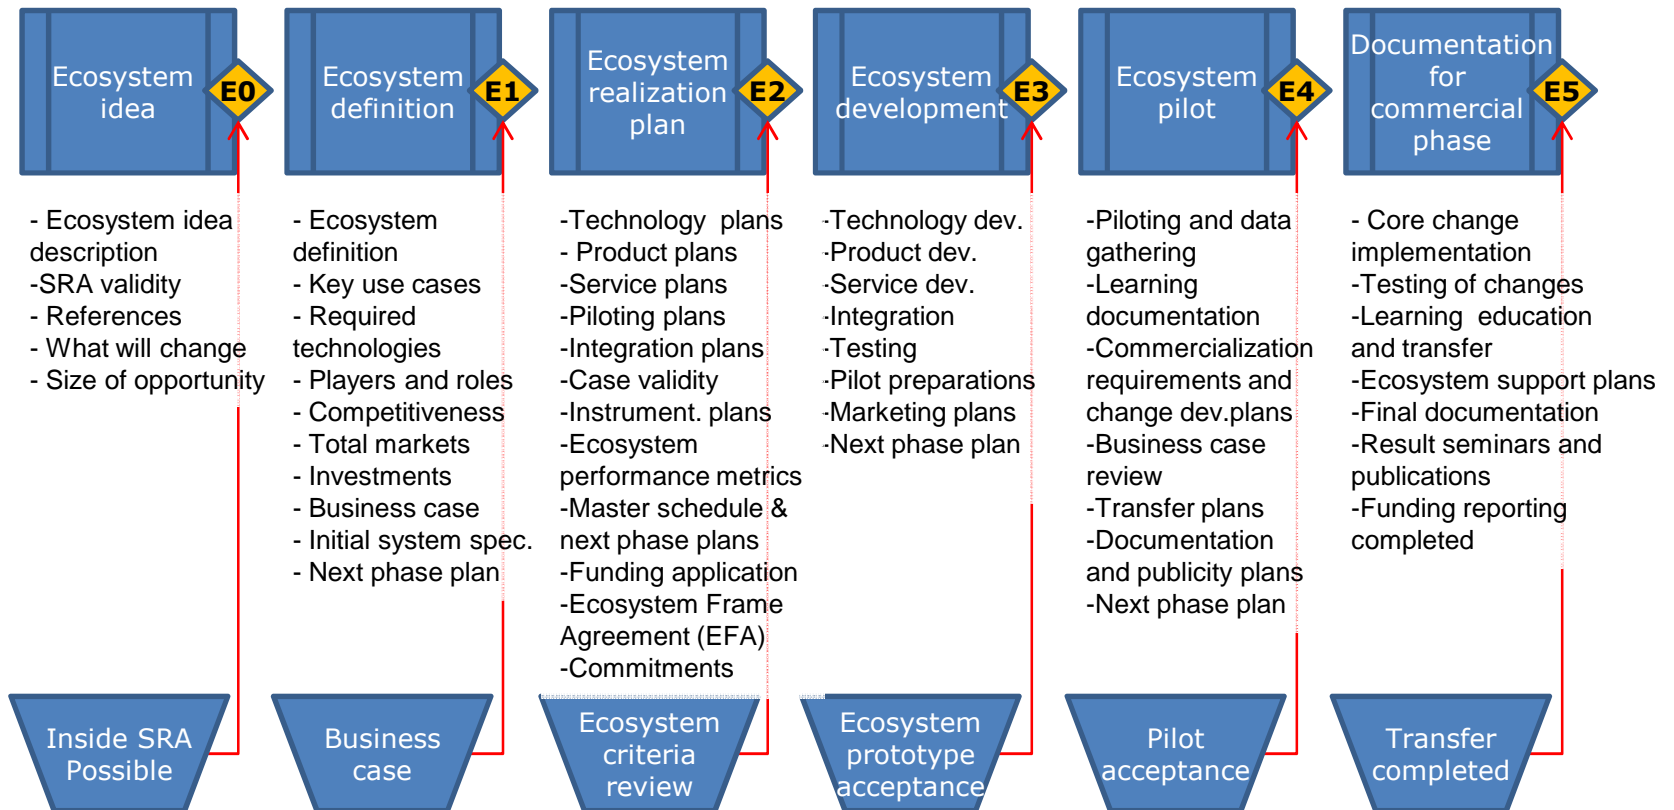 Ecosystem
idea
E0
Ecosystem
definition
E1
Ecosystem
realization
plan
E2
Ecosystem
development
E3
Ecosystem
pilot
E4
Documentation
for
commercial
phase
E5
- Ecosystem idea
description
-SRA validity
- References
- What will change
- Size of opportunity
- Ecosystem
definition
- Key use cases
- Required
technologies
- Players and roles
- Competitiveness
- Total markets
- Investments
- Business case
- Initial system spec.
- Next phase plan
-Technology plans
- Product plans
-Service plans
-Piloting plans
-Integration plans
-Case validity
-Instrument. plans
-Ecosystem
performance metrics
-Master schedule &
next phase plans
-Funding application
-Ecosystem Frame
Agreement (EFA)
-Commitments
-Technology dev.
-Product dev.
-Service dev.
-Integration
-Testing
-Pilot preparations
-Marketing plans
-Next phase plan
-Piloting and data
gathering
-Learning
documentation
-Commercialization
requirements and
change dev.plans
-Business case
review
-Transfer plans
-Documentation
and publicity plans
-Next phase plan
- Core change
implementation
-Testing of changes
-Learning education
and transfer
-Ecosystem support plans
-Final documentation
-Result seminars and
publications
-Funding reporting
completed
Inside SRA
Possible
Business
case
Ecosystem
criteria
review
Ecosystem
prototype
acceptance
Pilot
acceptance
Transfer
completed